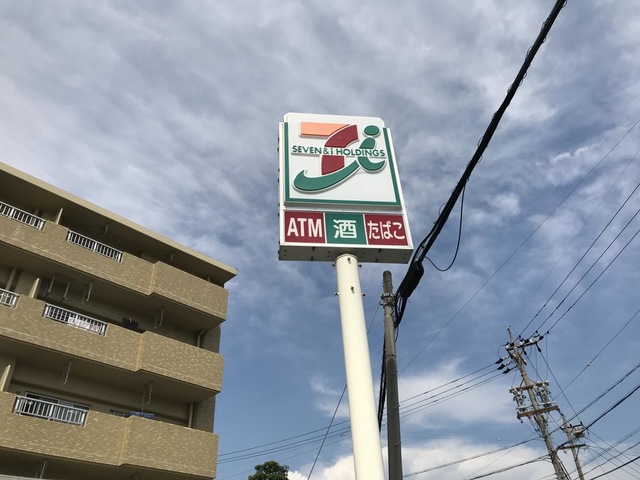 SEVEN & i HOLDINGS
ATM 酒 たばこ